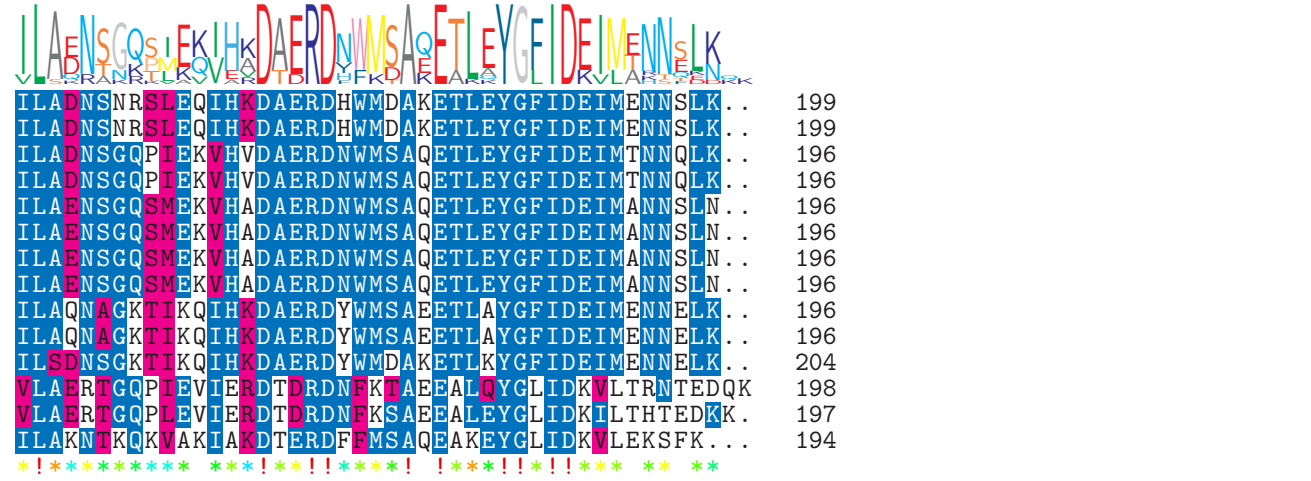 ILAENSGQSIEKIHKDAERDNWMSAQETLEYGFIDEIMENNSLK
ILADNSNRSLEQIHKDAERDHWMDAKETLEYGFIDEIMENNSLK.. 199
ILADNSNRSLEQIHKDAERDHWMDAKETLEYGFIDEIMENNSLK.. 199
ILADNSGQPIEKVHVDAERDNWMSAQETLEYGFIDEIMTNNQLK.. 196
ILADNSGQPIEKVHVDAERDNWMSAQETLEYGFIDEIMTNNQLK.. 196
ILAENSGQSMEKVHADAERDNWMSAQETLEYGFIDEIMANNSLN.. 196
ILAENSGQSMEKVHADAERDNWMSAQETLEYGFIDEIMANNSLN.. 196
ILAENSGQSMEKVHADAERDNWMSAQETLEYGFIDEIMANNSLN.. 196
ILAENSGQSMEKVHADAERDNWMSAQETLEYGFIDEIMANNSLN.. 196
ILAQNAGKTIKQIHKDAERDYWMSAEETLAYGFIDEIMENNELK.. 196
ILAQNAGKTIKQIHKDAERDYWMSAEETLAYGFIDEIMENNELK.. 196
ILSDNSGKTIKQIHKDAERDYWMDAKETLKYGFIDEIMENNELK.. 204
VLAERTGQPIEVIERDTDRDNFKTAEEALQYGLIDKVLTRNTEDQK 198
VLAERTGQPLEVIERDTDRDNFKSAEEALEYGLIDKILTHTEDKK. 197
ILAKNTKQKVAKIAKDTERDFFMSAQEAKEYGLIDKVLEKSFK... 194
*!********* ***!**!!****! !***!!*!!*** ** **